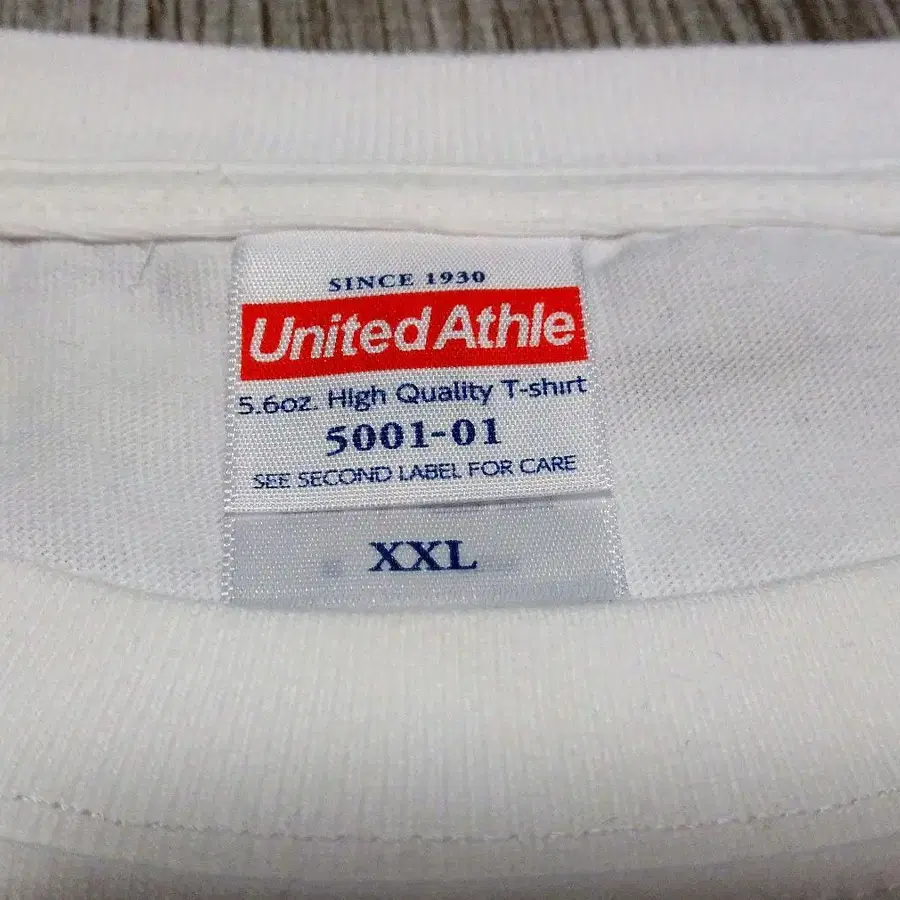 SINCE 1930
United Athle
5.6oz. High Quality T-shirt
5001-01
SEE SECOND LABEL FOR CARE
XXL